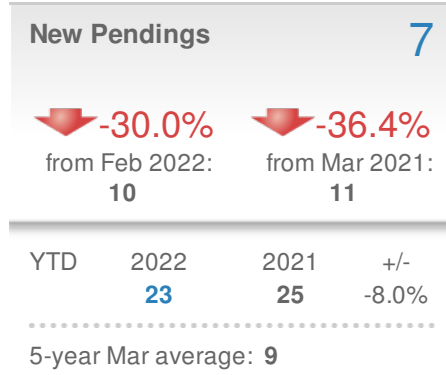 New Pendings 7
-30.0% -36.4%
from Feb 2022: from Mar 2021:
10 11
YTD 2022 2021 +/-
23 25 -8.0%
5-year Mar average: 9